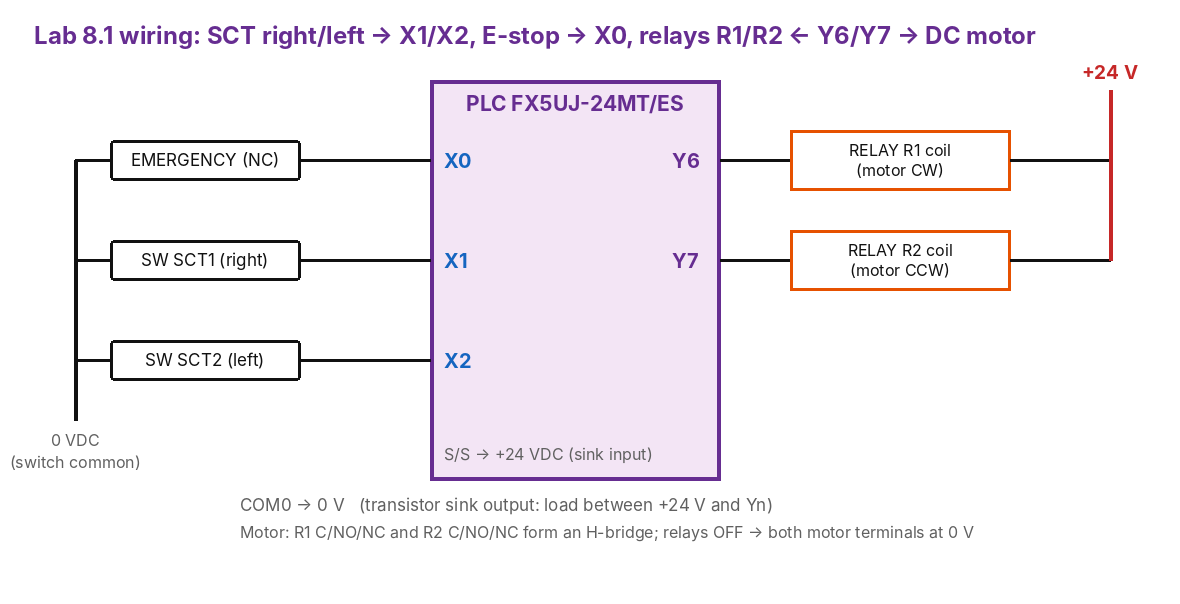 Lab 8.1 wiring: SCT right/left → X1/X2, E-stop → X0, relays R1/R2 ← Y6/Y7 → DC motor
+24 V
PLC FX5UJ-24MT/ES
EMERGENCY (NC)
X0
Y6
RELAY R1 coil
(motor CW)
SW SCT1 (right)
X1
Y7
RELAY R2 coil
(motor CCW)
SW SCT2 (left)
X2
0 VDC
(switch common)
S/S → +24 VDC (sink input)
COM0 → 0 V (transistor sink output: load between +24 V and Yn)
Motor: R1 C/NO/NC and R2 C/NO/NC form an H-bridge; relays OFF → both motor terminals at 0 V